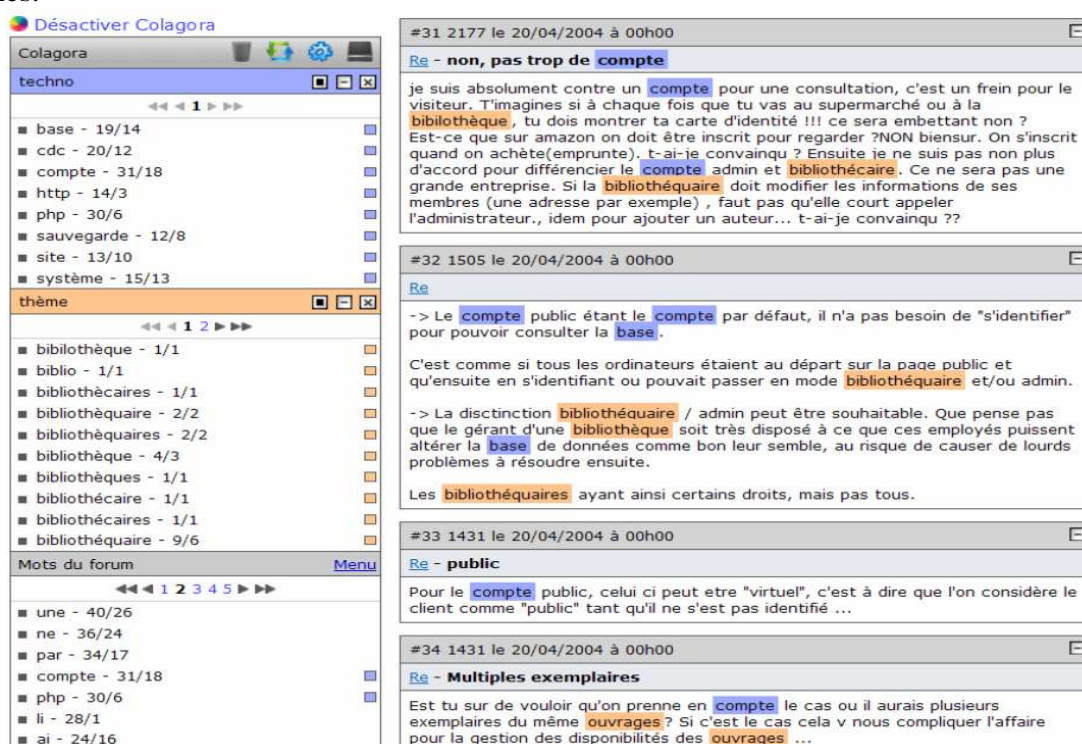 Désactiver Colagora
Colagora
techno
1
base - 19/14
cdc - 20/12
compte - 31/18
http - 14/3
php - 30/6
sauvegarde - 12/8
site - 13/10
système - 15/13
thème
1 2
bibilothèque - 1/1
biblio - 1/1
bibliothècaires - 1/1
bibliothèquaire - 2/2
bibliothèquaires - 2/2
bibliothèque - 4/3
bibliothèques - 1/1
bibliothécaire - 1/1
bibliothécaires - 1/1
bibliothéquaire - 9/6
Mots du forum Menu
1 2 3 4 5
une - 40/26
ne - 36/24
par - 34/17
compte - 31/18
php - 30/6
li - 28/1
ai - 24/16
#31 2177 le 20/04/2004 à 00h00
Re - non, pas trop de compte
je suis absolument contre un compte pour une consultation, c'est un frein pour le
visiteur. T'imagines si à chaque fois que tu vas au supermarché ou à la
bibilothèque, tu dois montrer ta carte d'identité !!! ce sera embettant non ?
Est-ce que sur amazon on doit être inscrit pour regarder ?NON biensur. On s'inscrit
quand on achète(emprunte). t-ai-je convainqu ? Ensuite je ne suis pas non plus
d'accord pour différencier le compte admin et bibliothécaire. Ce ne sera pas une
grande entreprise. Si la bibliothéquaire doit modifier les informations de ses
membres (une adresse par exemple) , faut pas qu'elle court appeler
l'administrateur., idem pour ajouter un auteur... t-ai-je convainqu ??
#32 1505 le 20/04/2004 à 00h00
Re
-> Le compte public étant le compte par défaut, il n'a pas besoin de "s'identifier"
pour pouvoir consulter la base.
C'est comme si tous les ordinateurs étaient au départ sur la page public et
qu'ensuite en s'identifiant ou pouvait passer en mode bibliothéquaire et/ou admin.
-> La disctinction bibliothéquaire / admin peut être souhaitable. Que pense pas
que le gérant d'une bibliothèque soit très disposé à ce que ces employés puissent
altérer la base de données comme bon leur semble, au risque de causer de lourds
problèmes à résoudre ensuite.
Les bibliothéquaires ayant ainsi certains droits, mais pas tous.
#33 1431 le 20/04/2004 à 00h00
Re - public
Pour le compte public, celui ci peut etre "virtuel", c'est à dire que l'on considère le
client comme "public" tant qu'il ne s'est pas identifié ...
#34 1431 le 20/04/2004 à 00h00
Re - Multiples exemplaires
Est tu sur de vouloir qu'on prenne en compte le cas ou il aurais plusieurs
exemplaires du même ouvrages? Si c'est le cas cela v nous compliquer l'affaire
pour la gestion des disponibilités des ouvrages ...